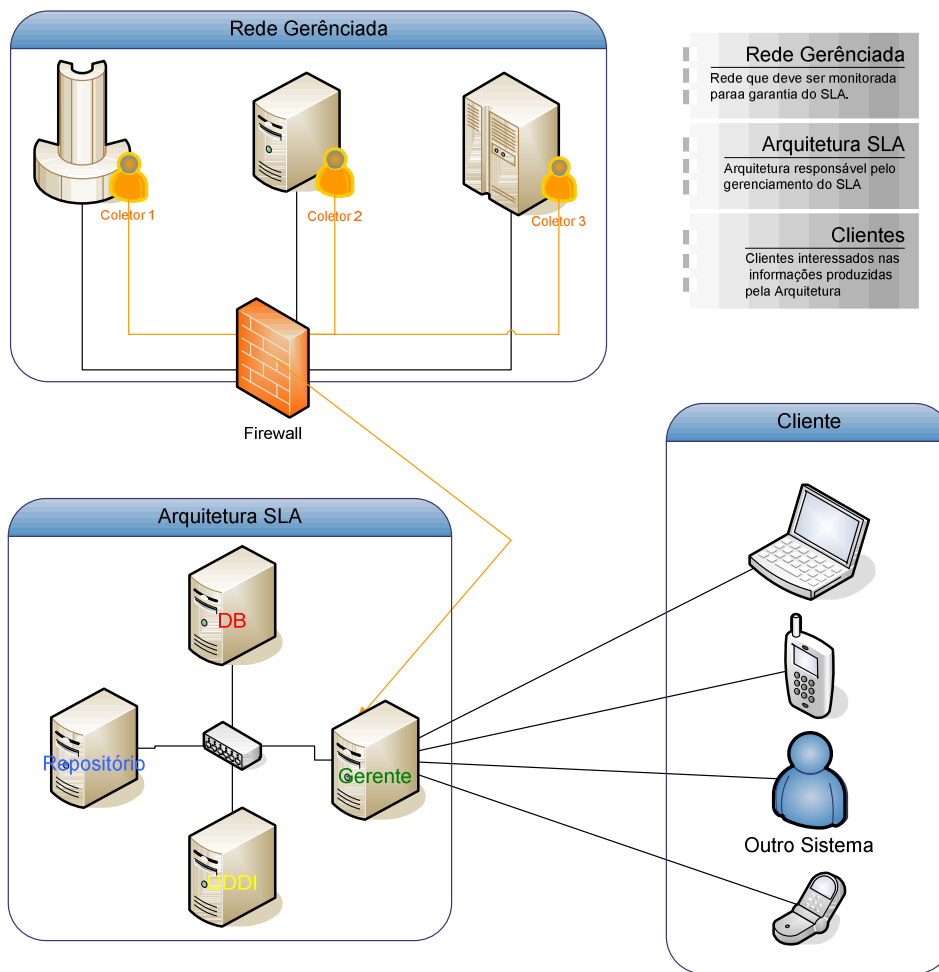 Rede Gerênciada
Coletor 1
Coletor 2
Coletor 3
Firewall
Rede Gerênciada
Rede que deve ser monitorada
paraa garantia do SLA.
Arquitetura SLA
Arquitetura responsável pelo
gerenciamento do SLA
Clientes
Clientes interessados nas
informações produzidas
pela Arquitetura
Arquitetura SLA
DB
Repositório
Gerente
UDDI
Cliente
Outro Sistema